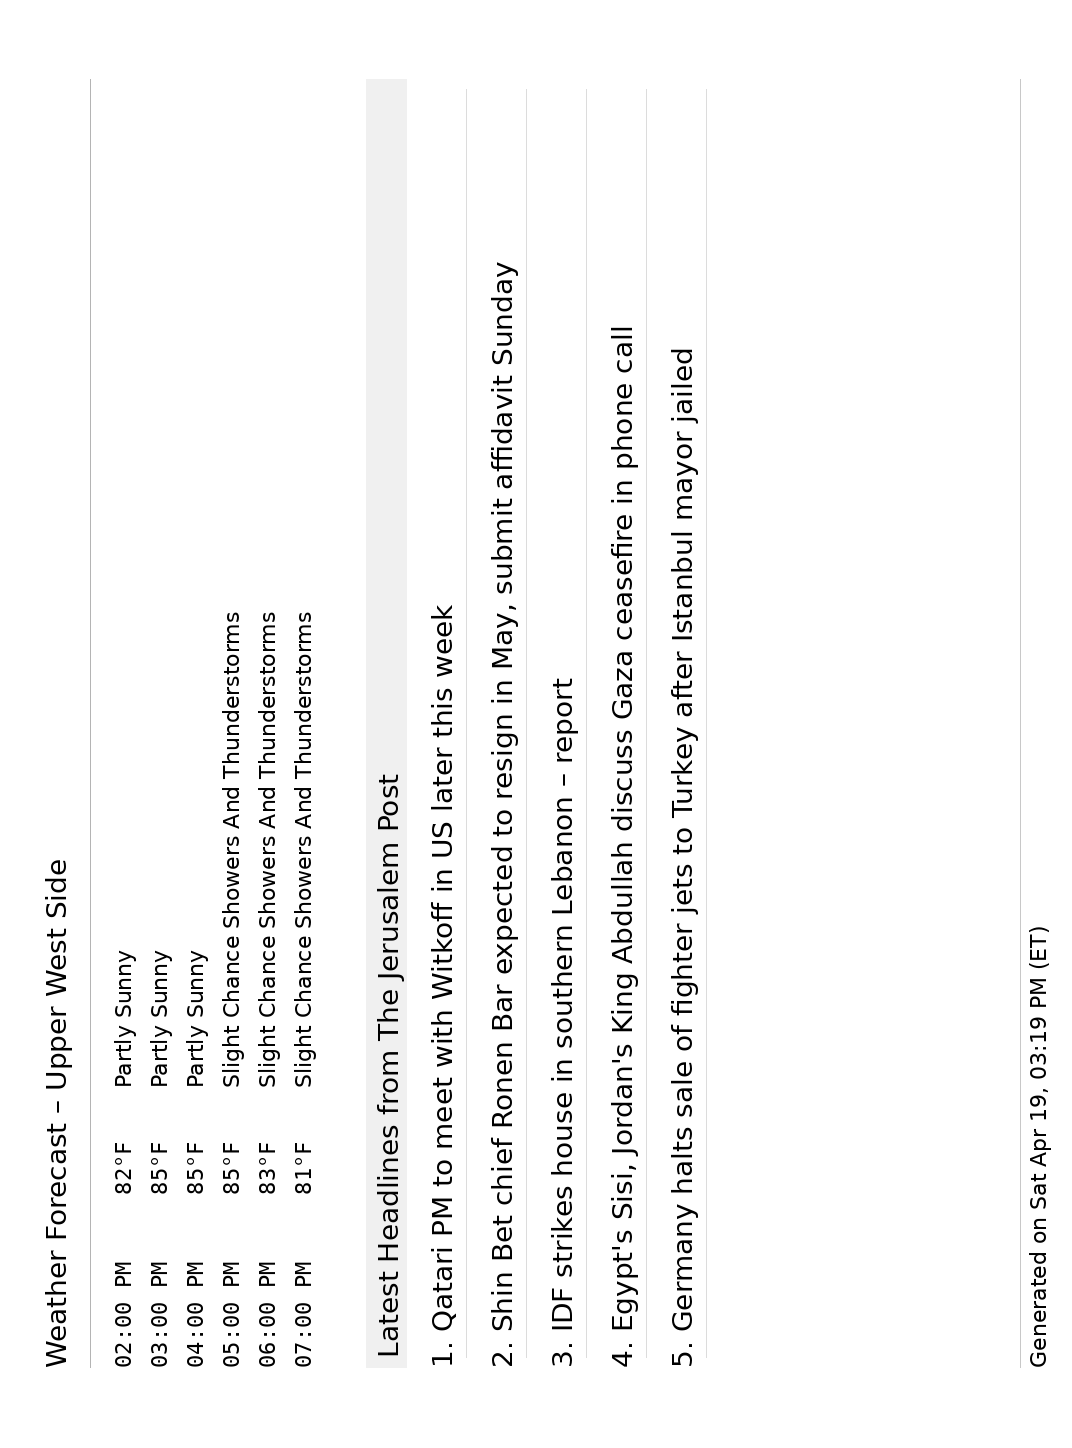 Weather Forecast – Upper West Side
02:00 PM 82°F Partly Sunny
03:00 PM 85°F Partly Sunny
04:00 PM 85°F Partly Sunny
05:00 PM 85°F Slight Chance Showers And Thunderstorms
06:00 PM 83°F Slight Chance Showers And Thunderstorms
07:00 PM 81°F Slight Chance Showers And Thunderstorms
Latest Headlines from The Jerusalem Post
1. Qatari PM to meet with Witkoff in US later this week
2. Shin Bet chief Ronen Bar expected to resign in May, submit affidavit Sunday
3. IDF strikes house in southern Lebanon – report
4. Egypt's Sisi, Jordan's King Abdullah discuss Gaza ceasefire in phone call
5. Germany halts sale of fighter jets to Turkey after Istanbul mayor jailed
Generated on Sat Apr 19, 03:19 PM (ET)